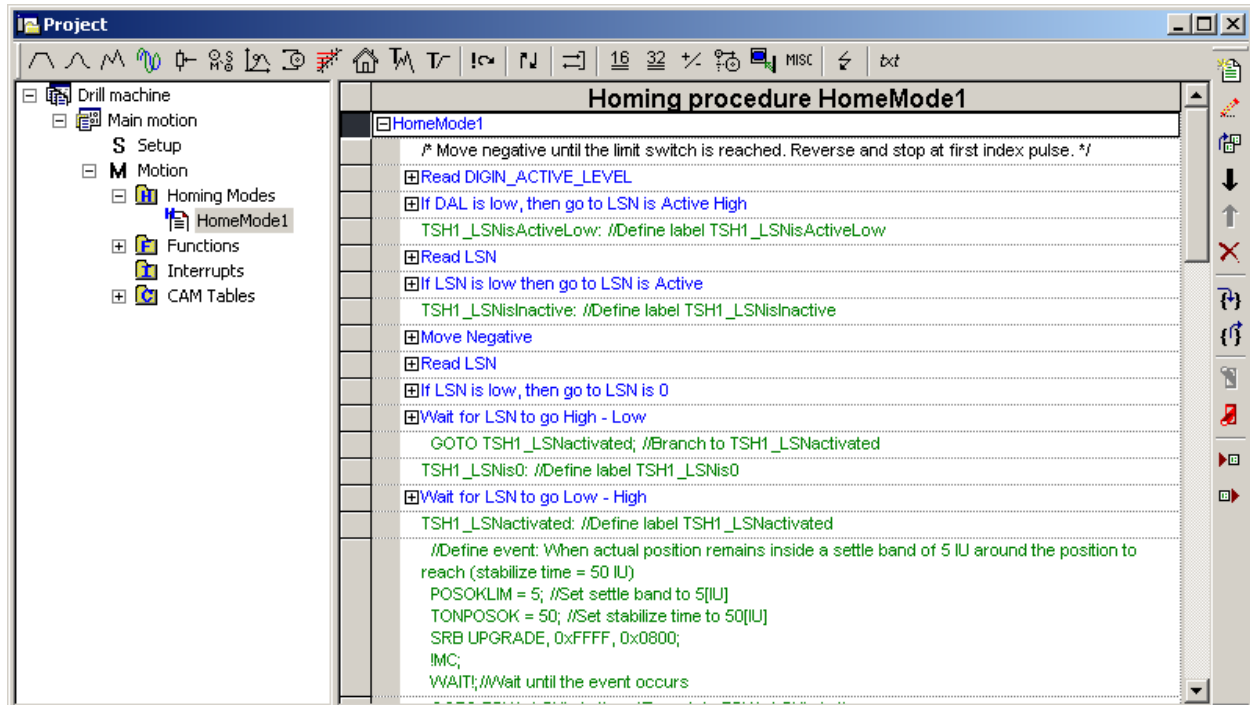 Project
16 32 +/- MISC txt
Drill machine
Main motion
S Setup
M Motion
H Homing Modes
HomeMode1
F Functions
I Interrupts
C CAM Tables
Homing procedure HomeMode1
HomeMode1
/* Move negative until the limit switch is reached. Reverse and stop at first index pulse. */
Read DIGIN_ACTIVE_LEVEL
If DAL is low, then go to LSN is Active High
TSH1_LSNisActiveLow: //Define label TSH1_LSNisActiveLow
Read LSN
If LSN is low then go to LSN is Active
TSH1_LSNisInactive: //Define label TSH1_LSNisInactive
Move Negative
Read LSN
If LSN is low, then go to LSN is 0
Wait for LSN to go High - Low
GOTO TSH1_LSNactivated; //Branch to TSH1_LSNactivated
TSH1_LSNis0: //Define label TSH1_LSNis0
Wait for LSN to go Low - High
TSH1_LSNactivated: //Define label TSH1_LSNactivated
//Define event: When actual position remains inside a settle band of 5 IU around the position to
reach (stabilize time = 50 IU)
POSOKLIM = 5; //Set settle band to 5[IU]
TONPOSOK = 50; //Set stabilize time to 50[IU]
SRB UPGRADE, 0xFFFF, 0x0800;
!MC;
WAIT!;//Wait until the event occurs